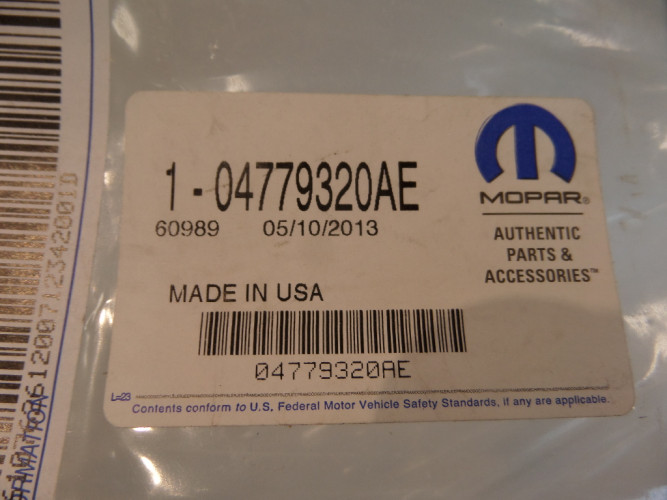 1-04779320AE
60989 05/10/2013
MADE IN USA
04779320AE
L=23
Contents conform to U.S. Federal Motor Vehicle Safety Standards, if any are applicable.
MOPAR®
AUTHENTIC
PARTS &
ACCESSORIES™